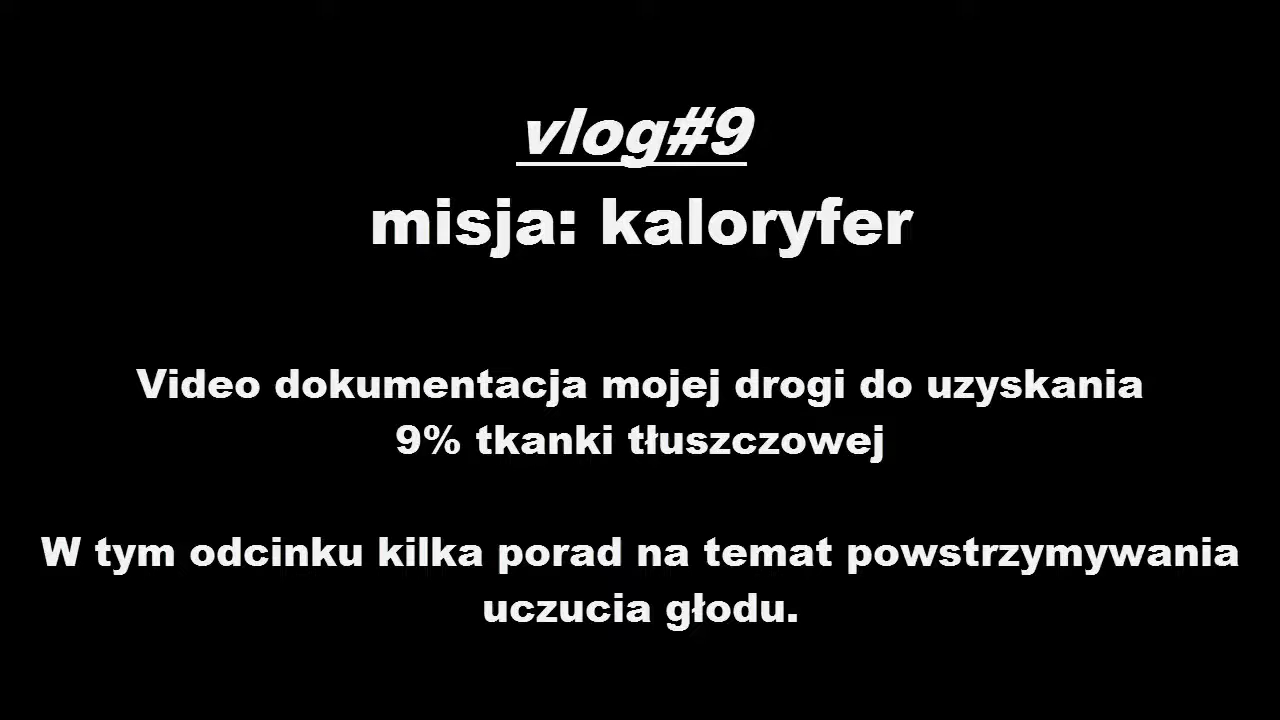 vlog#9
misja: kaloryfer
Video dokumentacja mojej drogi do uzyskania
9% tkanki tłuszczowej
W tym odcinku kilka porad na temat powstrzymywania
uczucia głodu.